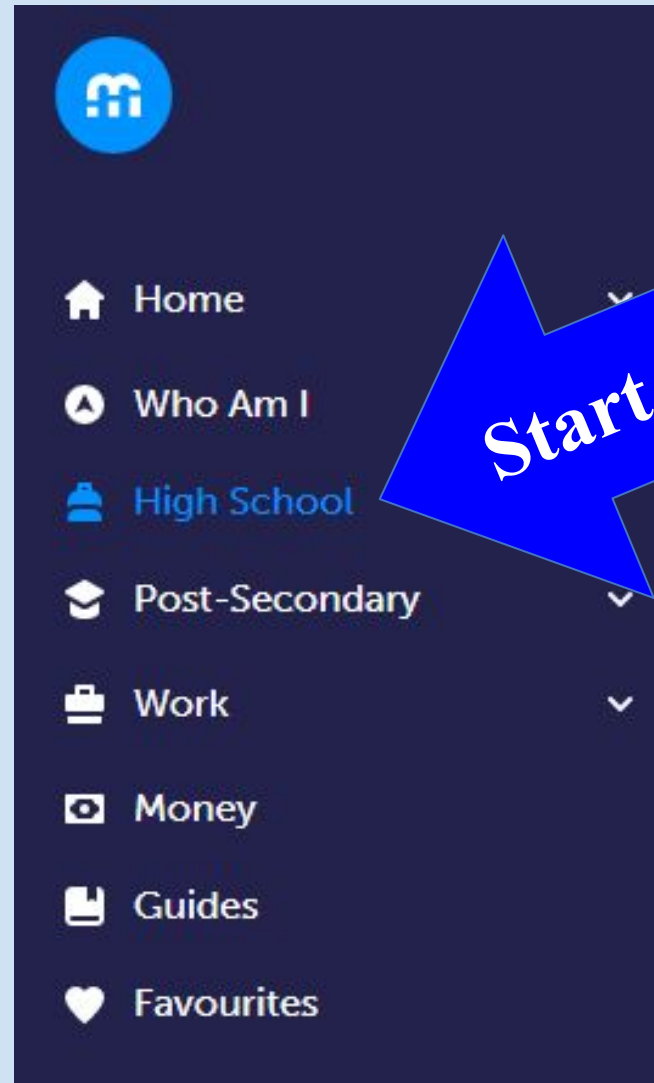 Home
Who Am I
Start
High School
Post-Secondary
Work
Money
Guides
Favourites